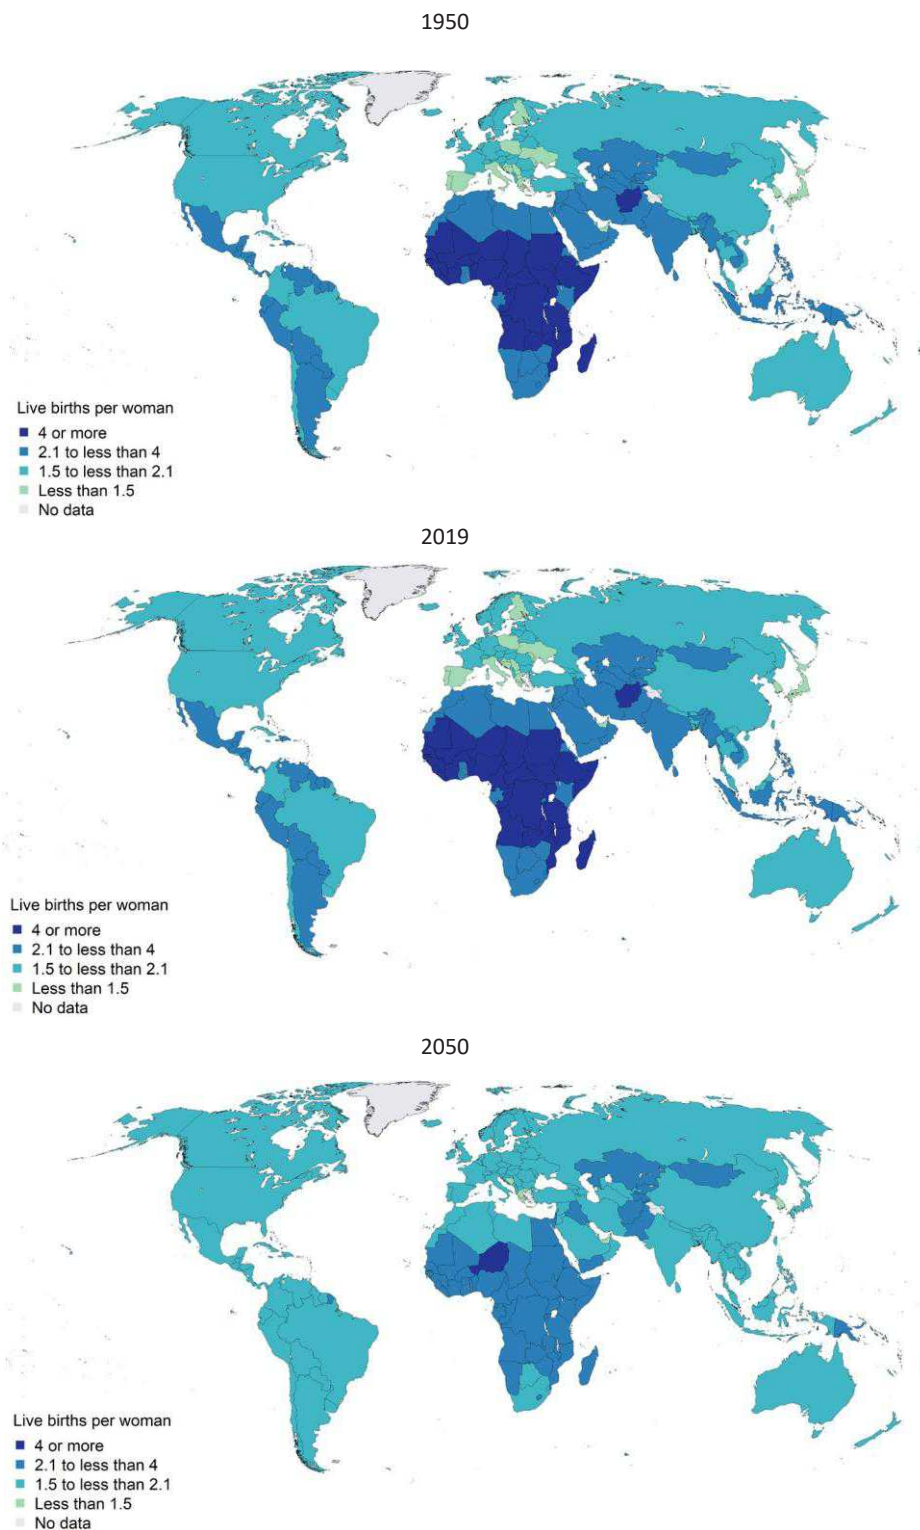 1950
Live births per woman
4 or more
2.1 to less than 4
1.5 to less than 2.1
Less than 1.5
No data
2019
Live births per woman
4 or more
2.1 to less than 4
1.5 to less than 2.1
Less than 1.5
No data
2050
Live births per woman
4 or more
2.1 to less than 4
1.5 to less than 2.1
Less than 1.5
No data